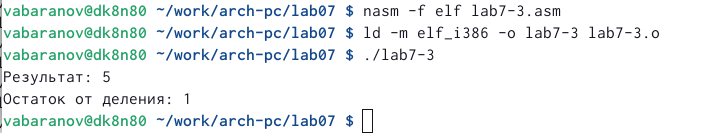 vabaranov@dk8n80 ~/work/arch-pc/lab07 $ nasm -f elf lab7-3.asm
vabaranov@dk8n80 ~/work/arch-pc/lab07 $ ld -m elf_i386 -o lab7-3 lab7-3.o
vabaranov@dk8n80 ~/work/arch-pc/lab07 $ ./lab7-3
Результат: 5
Остаток от деления: 1
vabaranov@dk8n80 ~/work/arch-pc/lab07 $